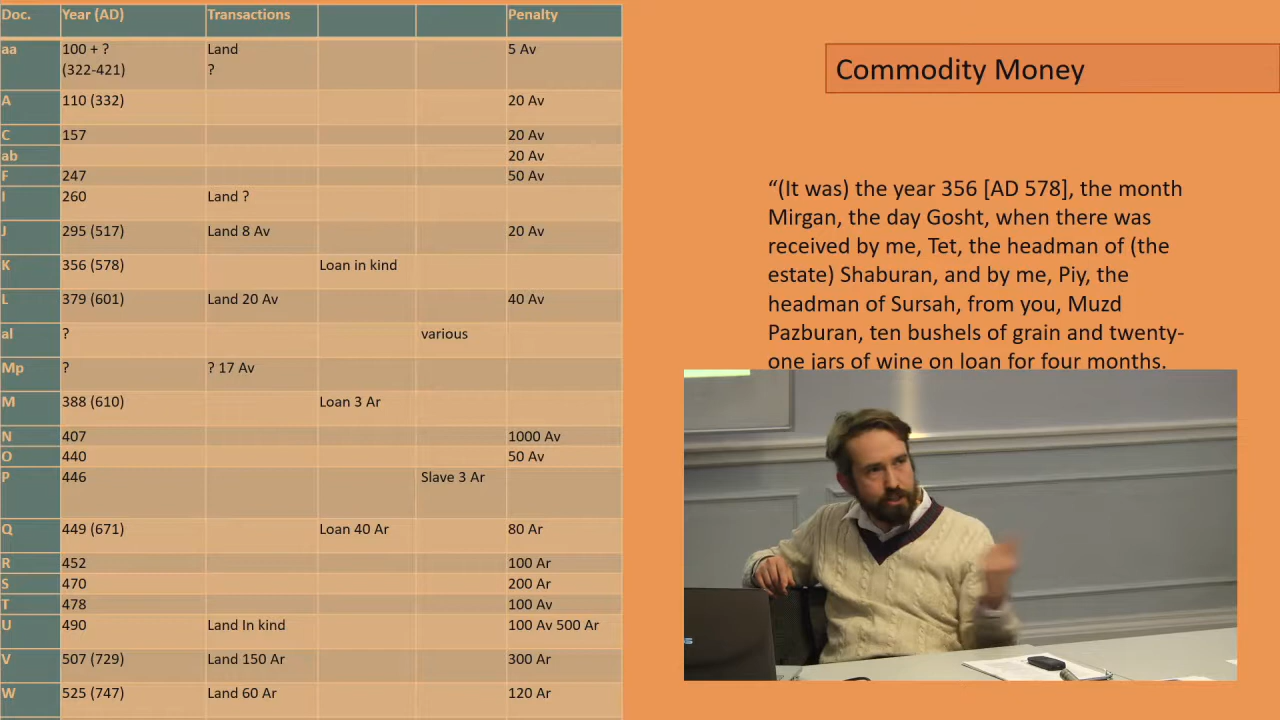 Doc. Year (AD) Transactions Penalty
aa 100 + ? Land 5 Av
(322-421) ?
A 110 (332) 20 Av
C 157 20 Av
ab 20 Av
F 247 50 Av
I 260 Land ?
J 295 (517) Land 8 Av 20 Av
K 356 (578) Loan in kind
L 379 (601) Land 20 Av 40 Av
al ? various
Mp ? ? 17 Av
M 388 (610) Loan 3 Ar
N 407 1000 Av
O 440 50 Av
P 446 Slave 3 Ar
Q 449 (671) Loan 40 Ar 80 Ar
R 452 100 Ar
S 470 200 Ar
T 478 100 Av
U 490 Land In kind 100 Av 500 Ar
V 507 (729) Land 150 Ar 300 Ar
W 525 (747) Land 60 Ar 120 Ar
Commodity Money
“(It was) the year 356 [AD 578], the month
Mirgan, the day Gosht, when there was
received by me, Tet, the headman of (the
estate) Shaburan, and by me, Piy, the
headman of Sursah, from you, Muzd
Pazburan, ten bushels of grain and twenty-
one jars of wine on loan for four months.